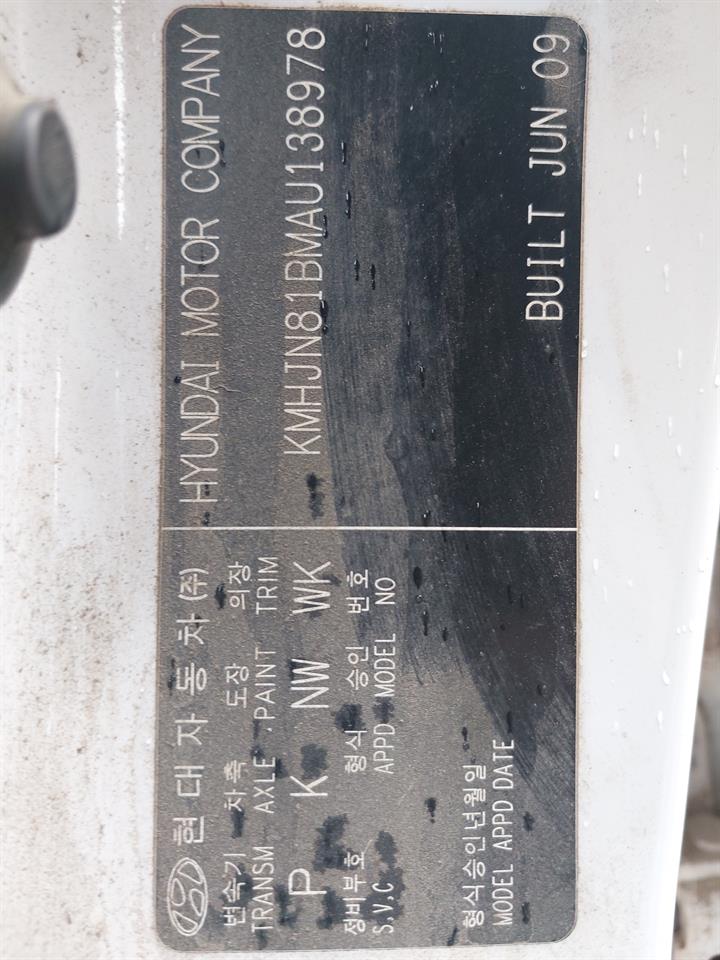 현대자동차(주) HYUNDAI MOTOR COMPANY
변속기 차축 도장 의장
TRANSM AXLE PAINT TRIM
P K NW WK KMHJN81BMAU138978
정비부호 형식 승인 번호
S.V.C APPD MODEL NO
형식승인년월일
MODEL APPD DATE BUILT JUN 09